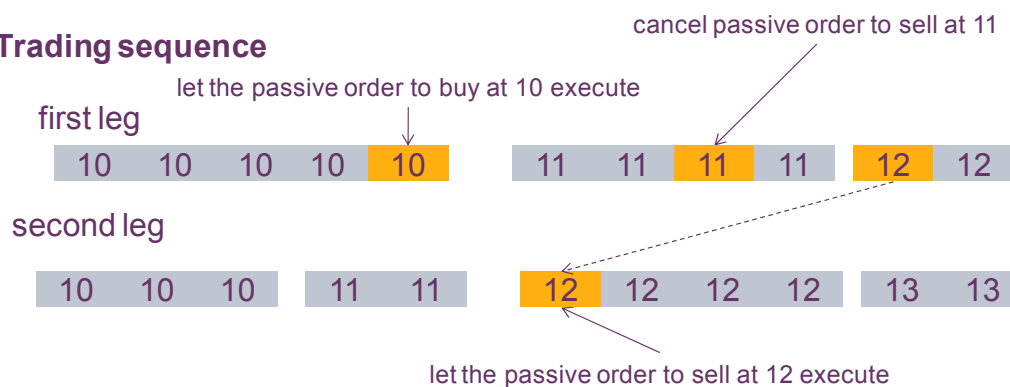 cancel passive order to sell at 11
Trading sequence
let the passive order to buy at 10 execute
first leg
10 10 10 10 10 11 11 11 11 12 12
second leg
10 10 10 11 11 12 12 12 12 13 13
let the passive order to sell at 12 execute